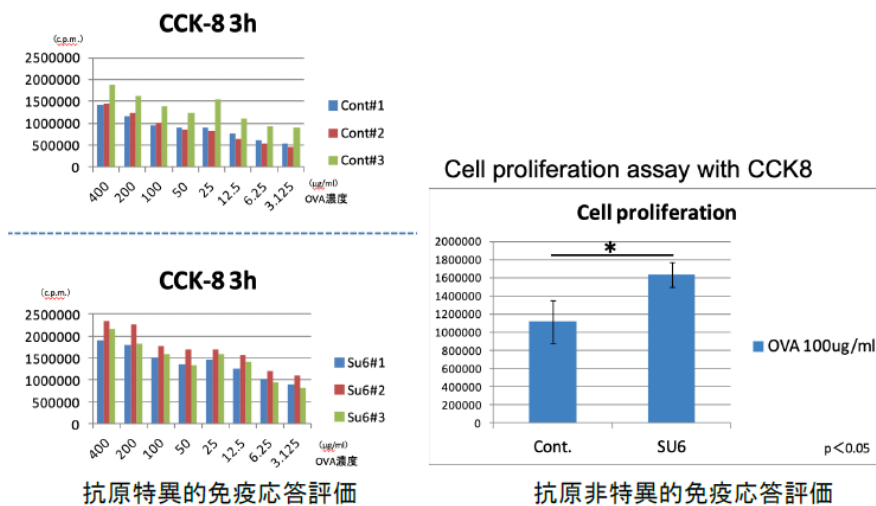 CCK-8 3h
(c.p.m.)
2500000
2000000
1500000
1000000
500000
0
400
200
100
50
25
12.5
6.25
3.125
(μg/ml)
OVA濃度
Cont#1
Cont#2
Cont#3
CCK-8 3h
(c.p.m.)
2500000
2000000
1500000
1000000
500000
0
400
200
100
50
25
12.5
6.25
3.125
(μg/ml)
OVA濃度
Su6#1
Su6#2
Su6#3
抗原特異的免疫応答評価
Cell proliferation assay with CCK8
Cell proliferation
2000000
1800000
1600000
1400000
1200000
1000000
800000
600000
400000
200000
0
*
Cont.
SU6
OVA 100ug/ml
p<0.05
抗原非特異的免疫応答評価